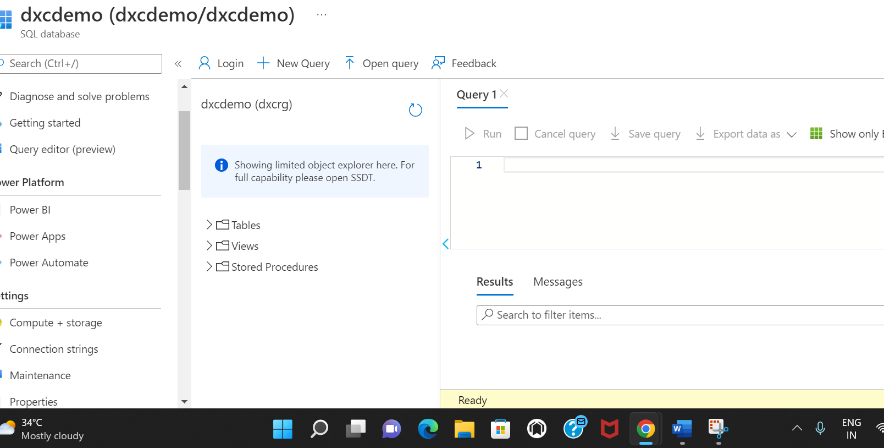 dxcdemo (dxcdemo/dxcdemo) ...
SQL database
Search (Ctrl+/)
«
Login
New Query
Open query
Feedback
Diagnose and solve problems
Getting started
Query editor (preview)
ower Platform
Power BI
Power Apps
Power Automate
ttings
Compute + storage
Connection strings
Maintenance
Properties
dxcdemo (dxcrg)
Showing limited object explorer here. For
full capability please open SSDT.
Tables
Views
Stored Procedures
Query 1
Run
Cancel query
Save query
Export data as
Show only E
1
Results
Messages
Search to filter items...
Ready
34°C
Mostly cloudy
ENG
IN